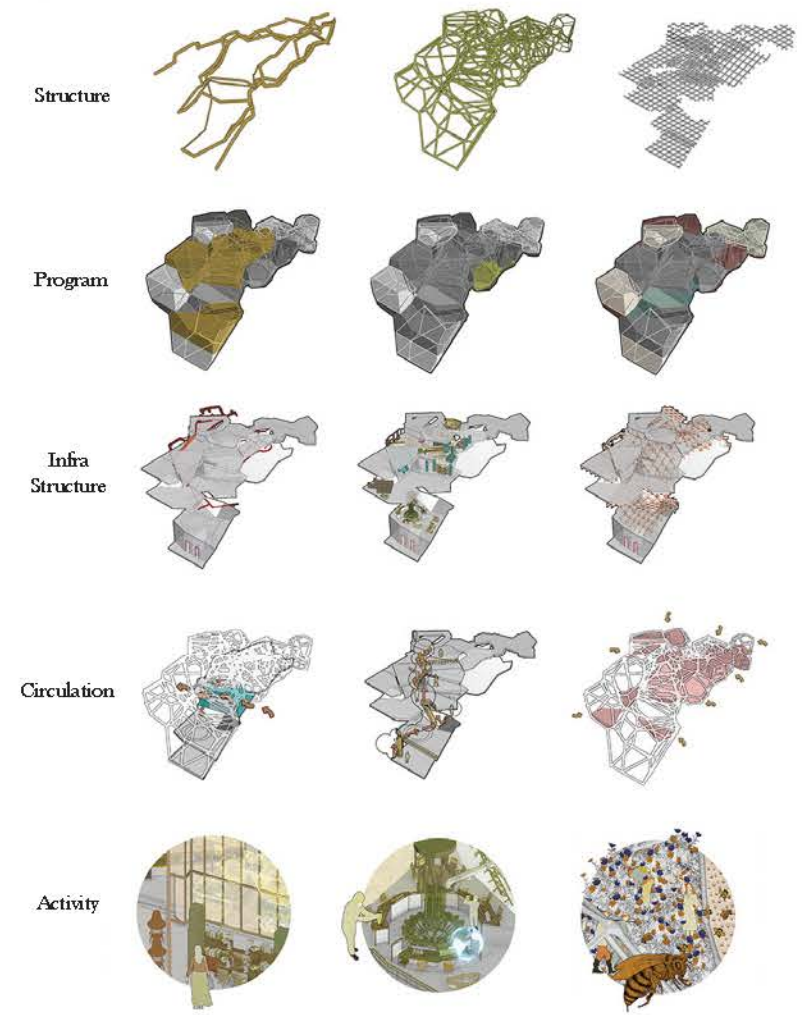 Structure
Program
Infra
Structure
Circulation
Activity